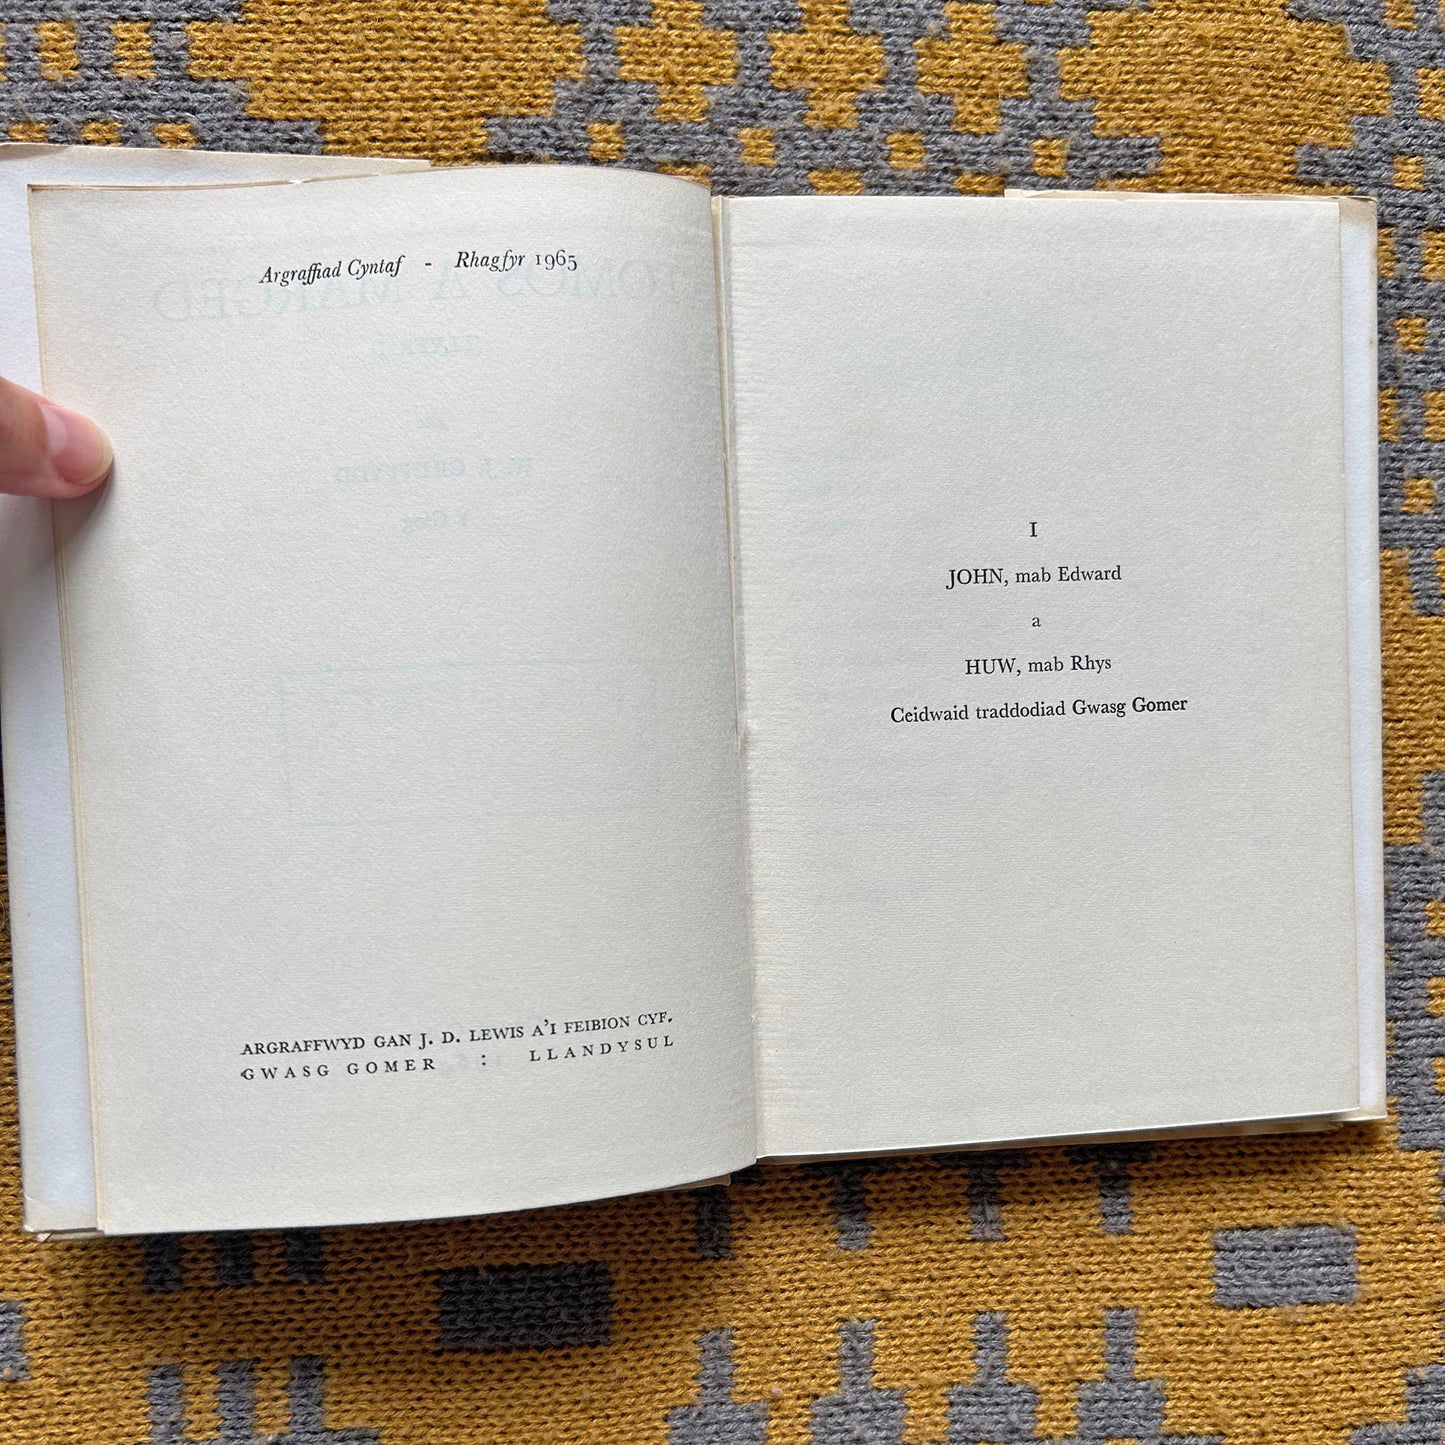 Argraffiad Cyntaf - Rhagfyr 1965
ARGRAFFWYD GAN J. D. LEWIS A'I FEIBION CYF.
GWASG GOMER : LLANDYSUL
I
JOHN, mab Edward
a
HUW, mab Rhys
Ceidwaid traddodiad Gwasg Gomer